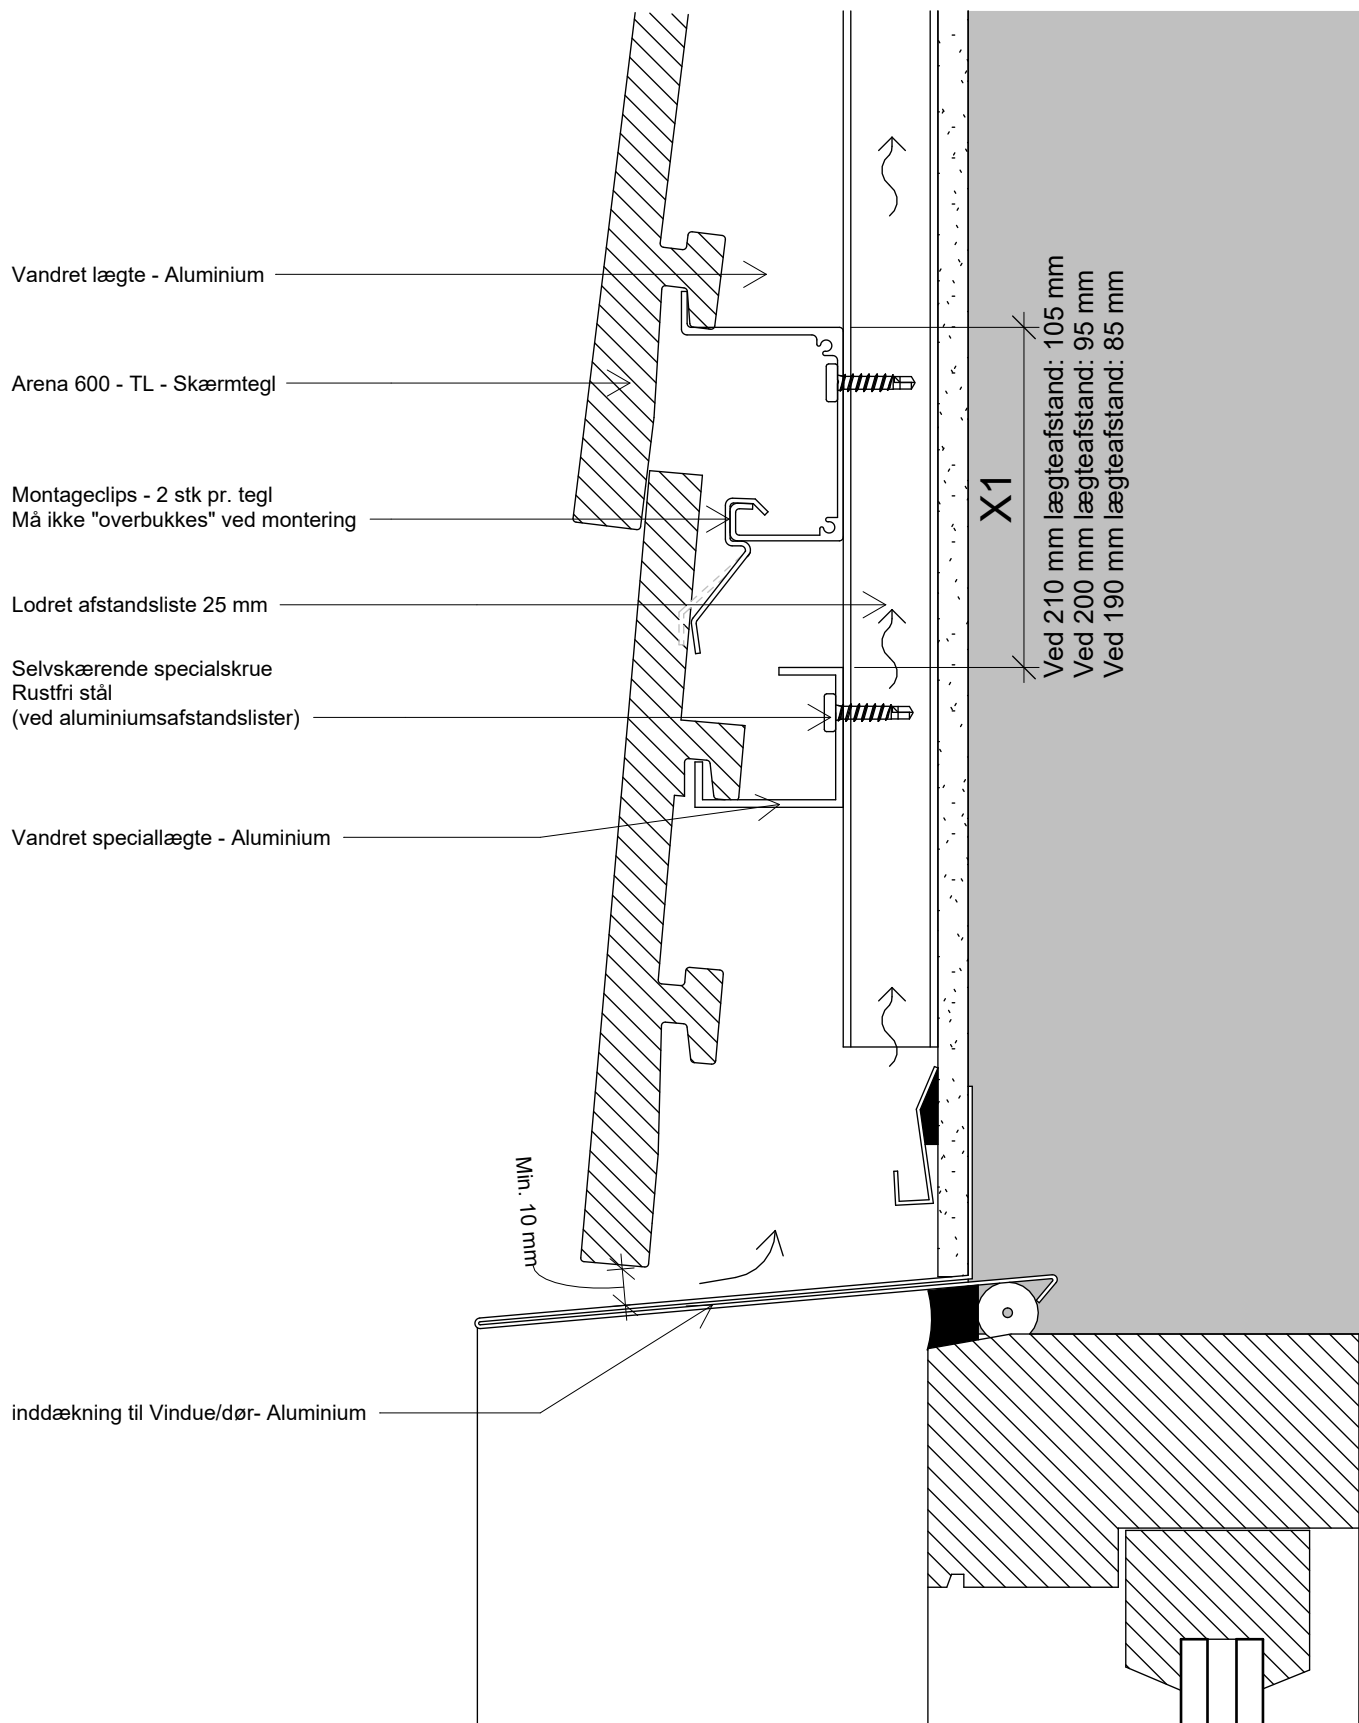 Vandret lægte - Aluminium
Arena 600 - TL - Skærmtegl
Montageclips - 2 stk pr. tegl
Må ikke "overbukkes" ved montering
Lodret afstandsliste 25 mm
Selvskærende specialskrue
Rustfri stål
(ved aluminiumsafstandslister)
Vandret speciallægte - Aluminium
Min. 10 mm
inddækning til Vindue/dør- Aluminium
X1
Ved 210 mm lægteafstand: 105 mm
Ved 200 mm lægteafstand: 95 mm
Ved 190 mm lægteafstand: 85 mm